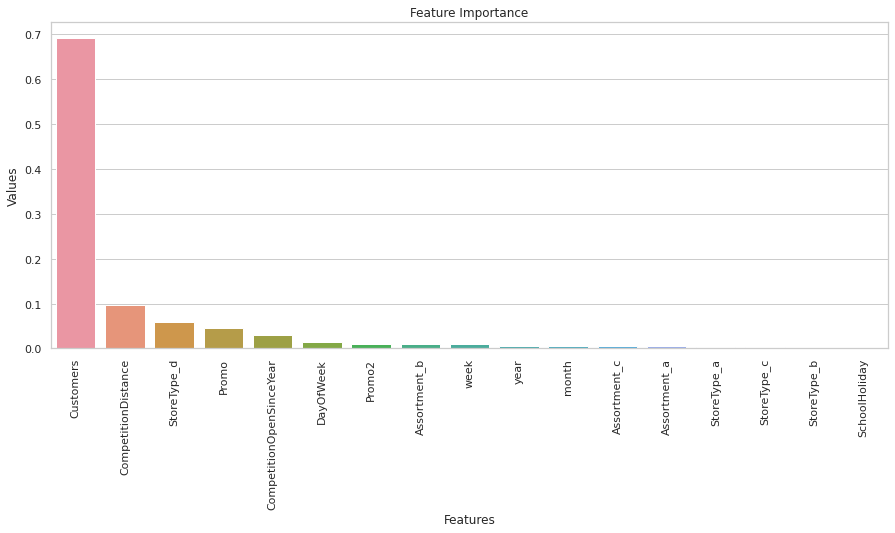 Feature Importance
Values
0.7
0.6
0.5
0.4
0.3
0.2
0.1
0.0
Customers
CompetitionDistance
StoreType_d
Promo
CompetitionOpenSinceYear
DayOfWeek
Promo2
Assortment_b
week
year
month
Assortment_c
Assortment_a
StoreType_a
StoreType_c
StoreType_b
SchoolHoliday
Features